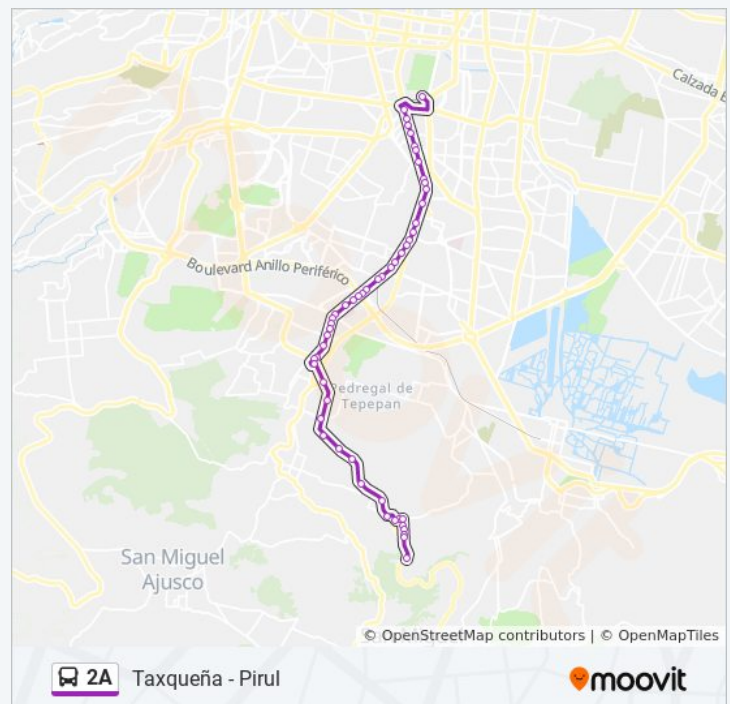 Calzada E
Boulevard Anillo Periférico
Pedregal de
Tepepan
San Miguel
Ajusco
© OpenStreetMap contributors | © OpenMapTiles
2A Taxqueña - Pirul
moovit